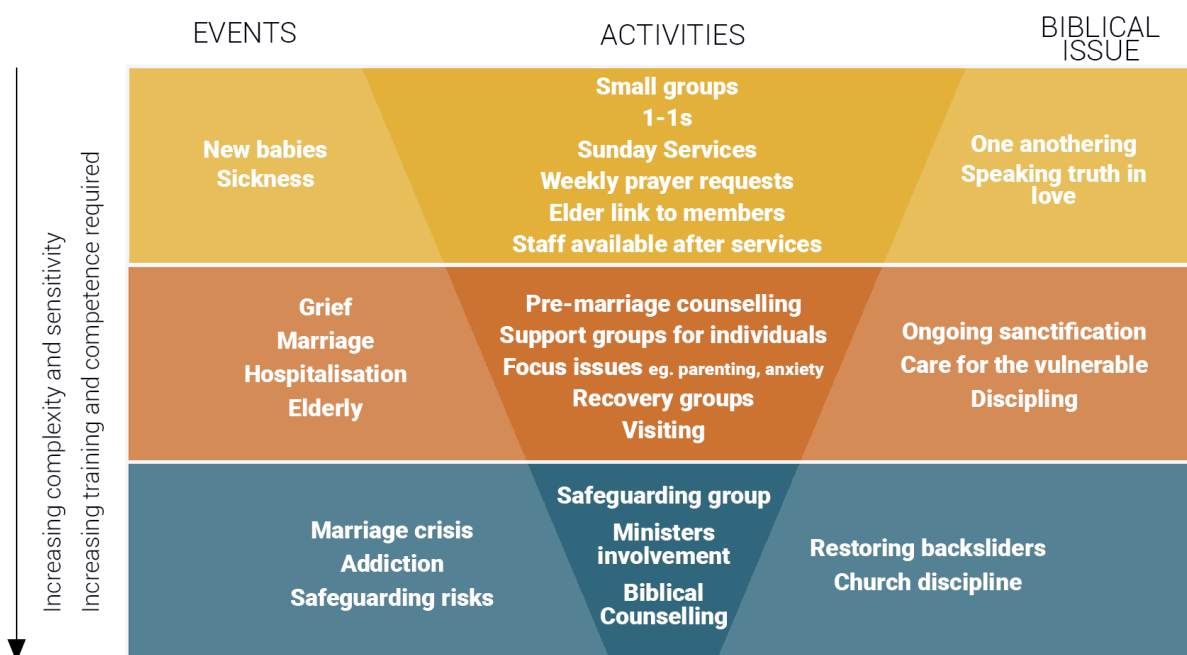 EVENTS
ACTIVITIES
BIBLICAL
ISSUE
Increasing complexity and sensitivity
Increasing training and competence required
New babies
Sickness
Small groups
1-1s
Sunday Services
Weekly prayer requests
Elder link to members
Staff available after services
One anothering
Speaking truth in
love
Grief
Marriage
Hospitalisation
Elderly
Pre-marriage counselling
Support groups for individuals
Focus issues eg. parenting, anxiety
Recovery groups
Visiting
Ongoing sanctification
Care for the vulnerable
Discipling
Marriage crisis
Addiction
Safeguarding risks
Safeguarding group
Ministers
involvement
Biblical
Counselling
Restoring backsliders
Church discipline